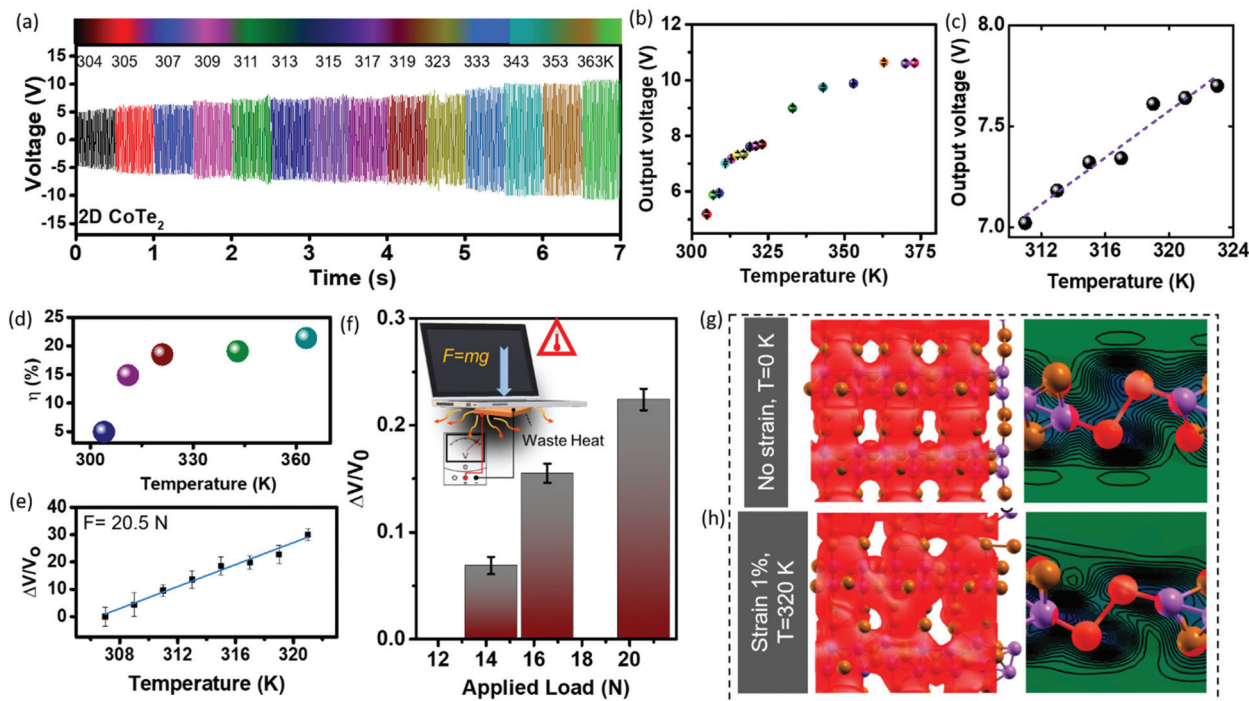 (a)
304 305 307 309 311 313 315 317 319 323 333 343 353 363K
15
10
5
0
-5
-10
-15
Voltage (V)
2D CoTe2
0 1 2 3 4 5 6 7
Time (s)
(b)
12
10
8
6
Output voltage (V)
300 325 350 375
Temperature (K)
(c)
8.0
7.5
7.0
Output voltage (V)
312 316 320 324
Temperature (K)
(d)
25
20
15
10
5
η (%)
300 330 360
Temperature (K)
(e)
F= 20.5 N
40
30
20
10
0
ΔV/Vo
308 312 316 320
Temperature (K)
(f)
0.3
0.2
0.1
0.0
ΔV/V0
F=mg
Waste Heat
V
12 14 16 18 20
Applied Load (N)
(g)
No strain, T=0 K
(h)
Strain 1%,
T=320 K